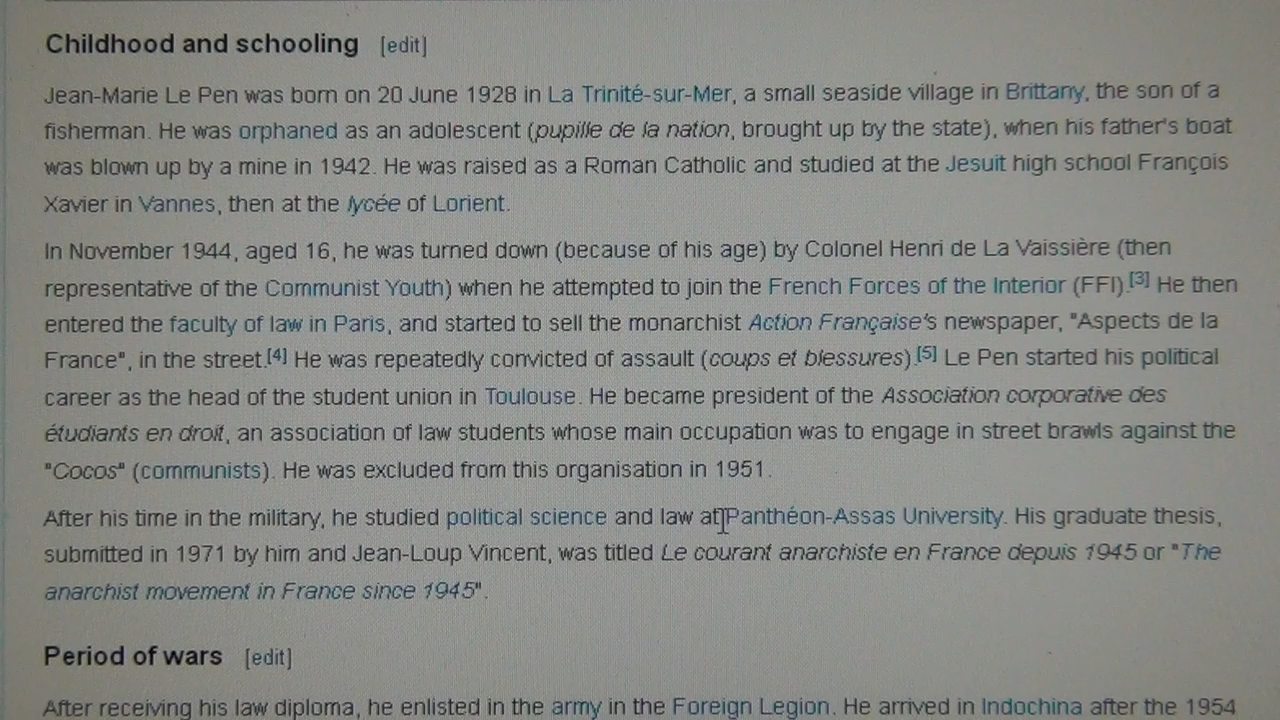 Childhood and schooling [edit]
Jean-Marie Le Pen was born on 20 June 1928 in La Trinité-sur-Mer, a small seaside village in Brittany, the son of a
fisherman. He was orphaned as an adolescent (pupille de la nation, brought up by the state), when his father's boat
was blown up by a mine in 1942. He was raised as a Roman Catholic and studied at the Jesuit high school François
Xavier in Vannes, then at the lycée of Lorient.
In November 1944, aged 16, he was turned down (because of his age) by Colonel Henri de La Vaissière (then
representative of the Communist Youth) when he attempted to join the French Forces of the Interior (FFI).[3] He then
entered the faculty of law in Paris, and started to sell the monarchist Action Française's newspaper, "Aspects de la
France", in the street.[4] He was repeatedly convicted of assault (coups et blessures).[5] Le Pen started his political
career as the head of the student union in Toulouse. He became president of the Association corporative des
étudiants en droit, an association of law students whose main occupation was to engage in street brawls against the
"Cocos" (communists). He was excluded from this organisation in 1951.
After his time in the military, he studied political science and law at Panthéon-Assas University. His graduate thesis,
submitted in 1971 by him and Jean-Loup Vincent, was titled Le courant anarchiste en France depuis 1945 or "The
anarchist movement in France since 1945".
Period of wars [edit]
After receiving his law diploma, he enlisted in the army in the Foreign Legion. He arrived in Indochina after the 1954